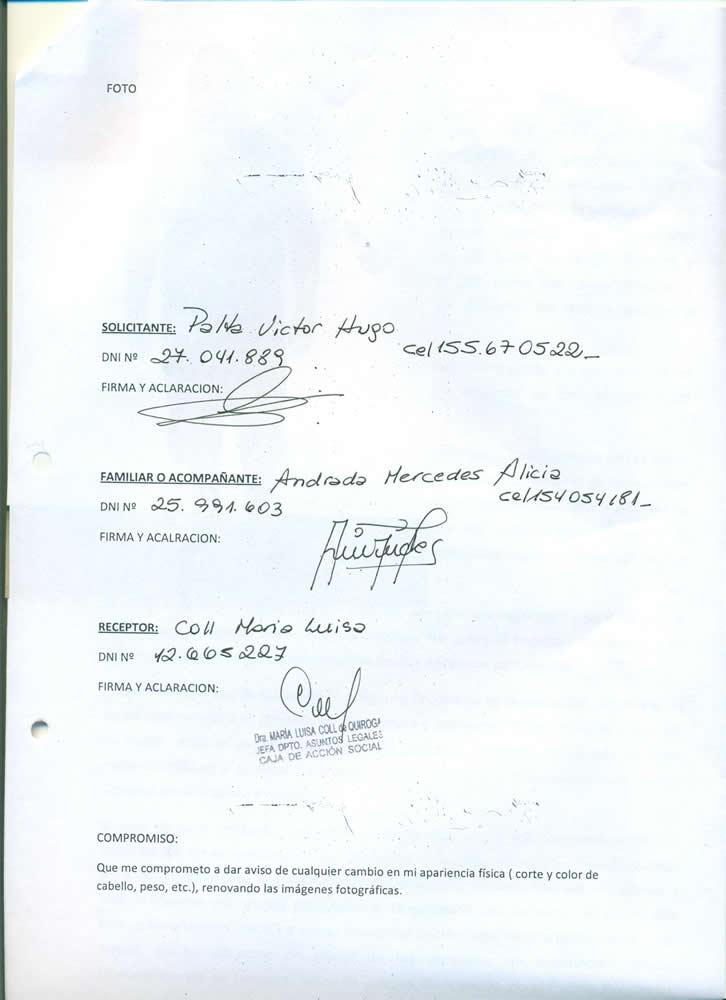 FOTO
SOLICITANTE: Palta Victor Hugo
cel 155.670522_
DNI Nº 27.041.889
FIRMA Y ACLARACION:
FAMILIAR O ACOMPAÑANTE: Andrada Mercedes Alicia
cel 154054181_
DNI Nº 25.991.603
FIRMA Y ACALRACION:
RECEPTOR: Coll Maria Luisa
DNI Nº 12.665227
FIRMA Y ACLARACION:
Coll
Dra. MARÍA LUISA COLL de QUIROGA
JEFA DPTO. ASUNTOS LEGALES
CAJA DE ACCIÓN SOCIAL
COMPROMISO:
Que me comprometo a dar aviso de cualquier cambio en mi apariencia física ( corte y color de
cabello, peso, etc.), renovando las imágenes fotográficas.